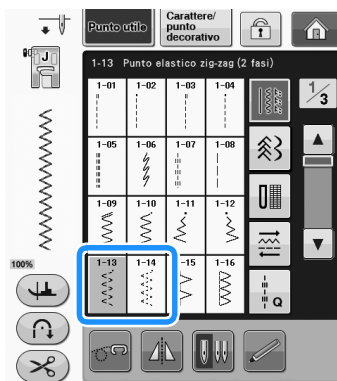 Punto utile
Carattere/
punto
decorativo
J
1-13 Punto elastico zig-zag (2 fasi)
1/3
1-01 1-02 1-03 1-04
1-05 1-06 1-07 1-08
1-09 1-10 1-11 1-12
1-13 1-14 -15 1-16
100%
Q